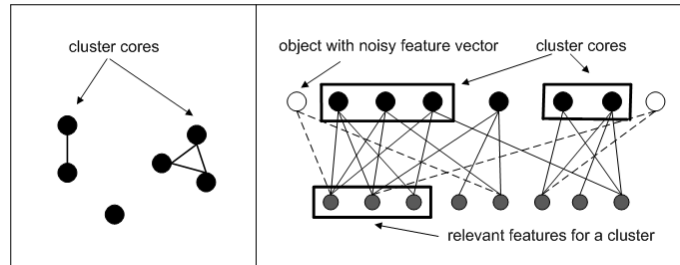 cluster cores
object with noisy feature vector
cluster cores
relevant features for a cluster